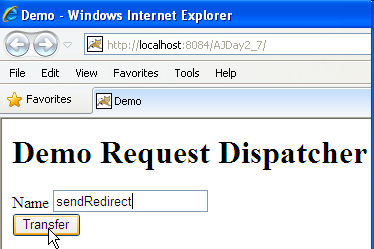 Demo - Windows Internet Explorer
http://localhost:8084/AJDay2_7/
File Edit View Favorites Tools Help
Favorites Demo
Demo Request Dispatcher
Name sendRedirect
Transfer